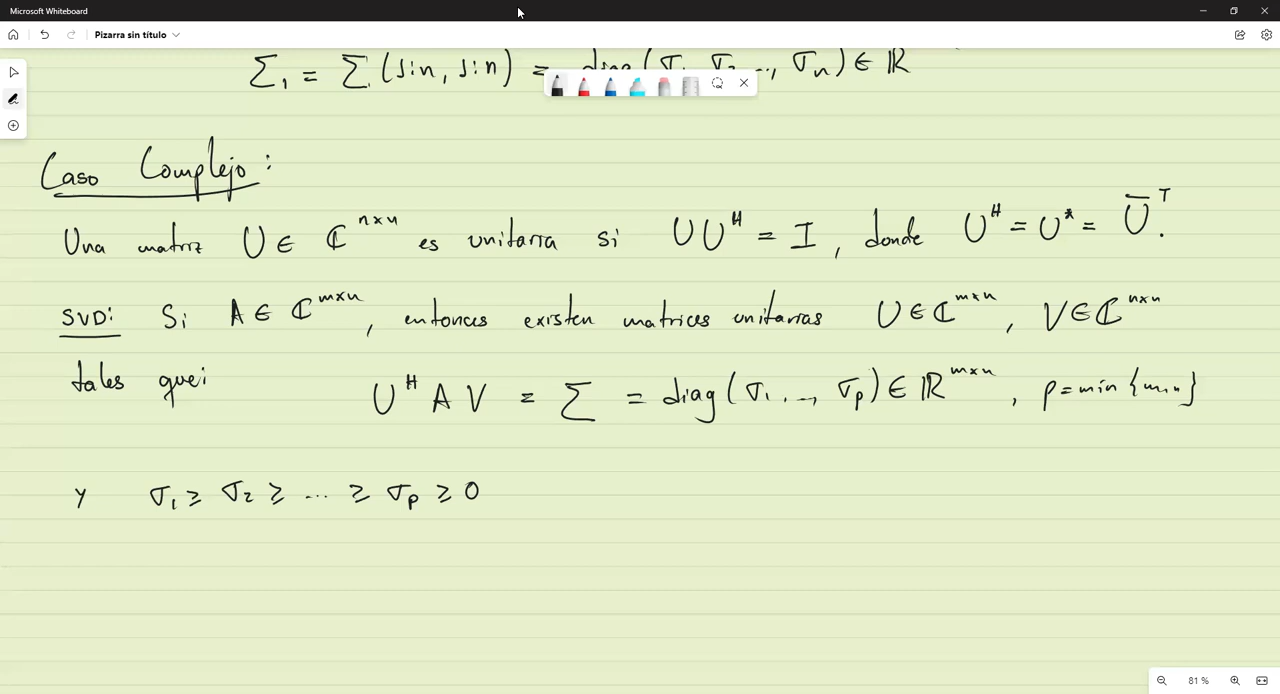 Microsoft Whiteboard
Pizarra sin título
Σ₁ = Σ(1:n, 1:n) = diag(σ₁, σ₂, ..., σₙ) ∈ ℝ
Caso Complejo:
Una matriz U ∈ ℂⁿˣⁿ es unitaria si UUᴴ = I, donde Uᴴ = U* = Ūᵀ.
SVD: Si A ∈ ℂᵐˣⁿ, entonces existen matrices unitarias U ∈ ℂᵐˣⁿ, V ∈ ℂⁿˣⁿ
tales que:
UᴴAV = Σ = diag(σ₁, ..., σₚ) ∈ ℝᵐˣⁿ, p = min{m,n}
y σ₁ ≥ σ₂ ≥ ... ≥ σₚ ≥ 0
81 %